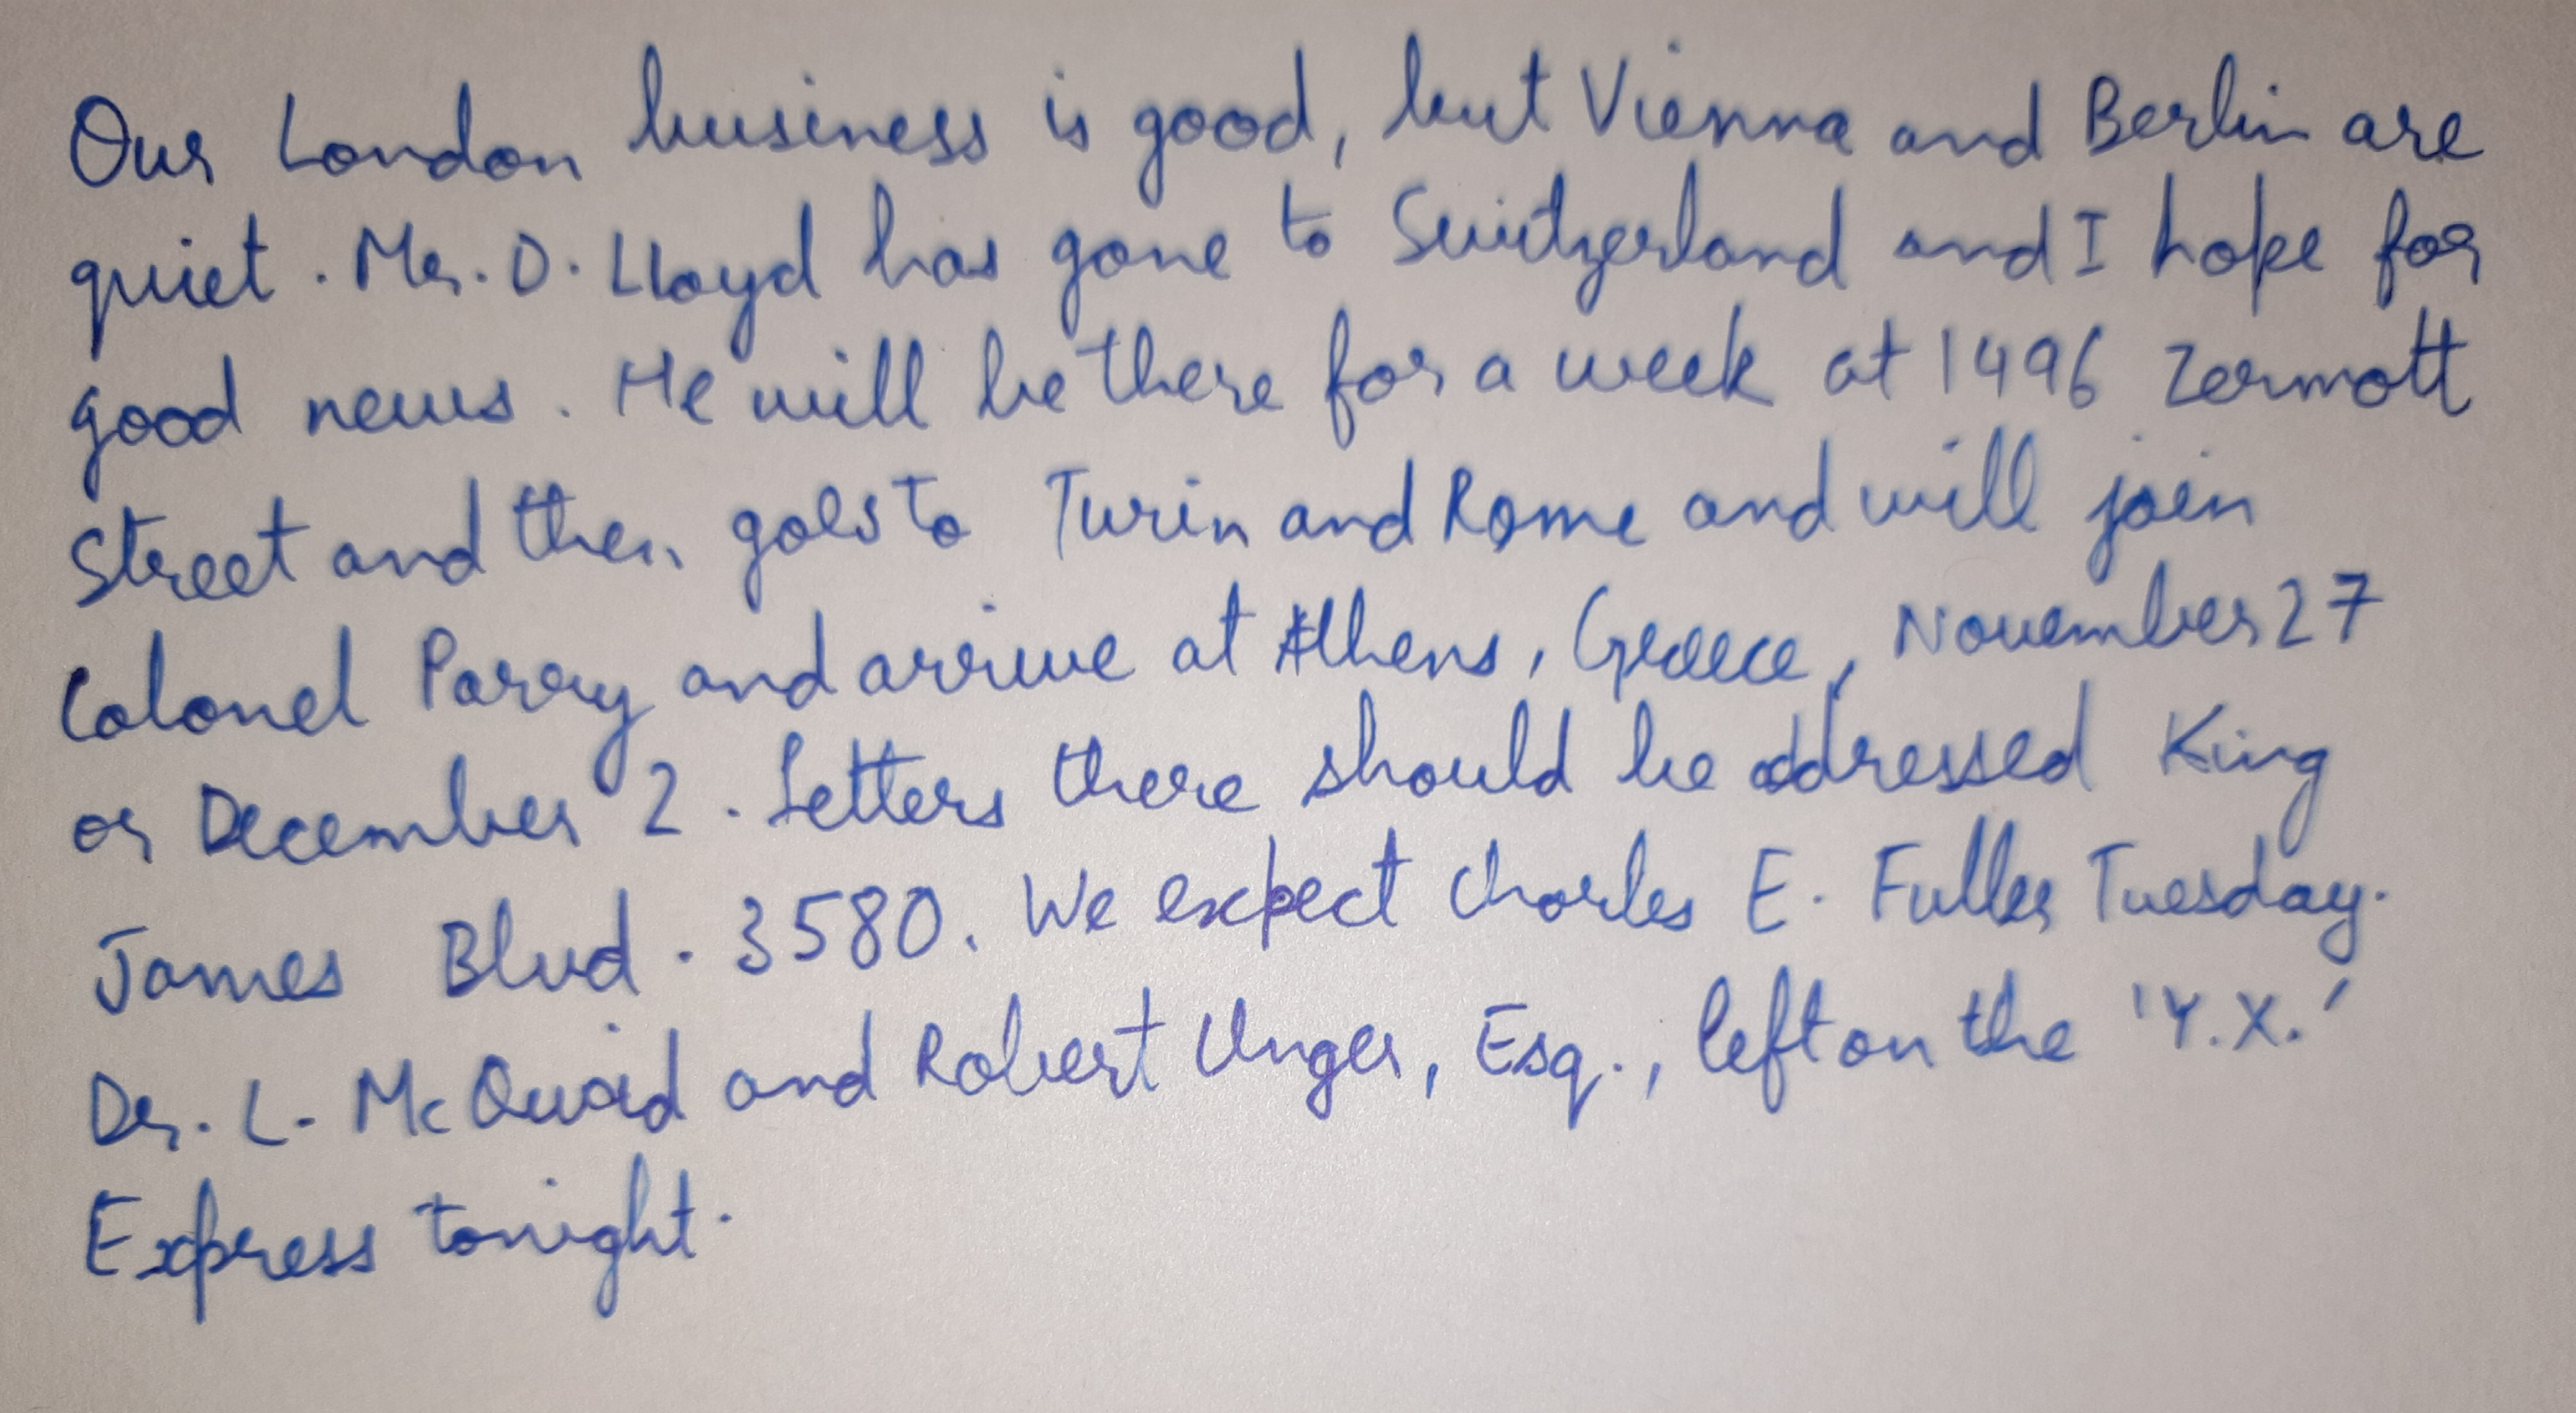 Our London business is good, but Vienna and Berlin are
quiet. Mr. D. Lloyd has gone to Switzerland and I hope for
good news. He will be there for a week at 1496 Zermott
Street and then goes to Turin and Rome and will join
Colonel Parry and arrive at Athens, Greece, November 27
or December 2. Letters there should be addressed King
James Blvd. 3580. We expect Charles E. Fuller Tuesday.
Dr. L. McQuaid and Robert Unger, Esq., left on the 'Y.X.'
Express tonight.